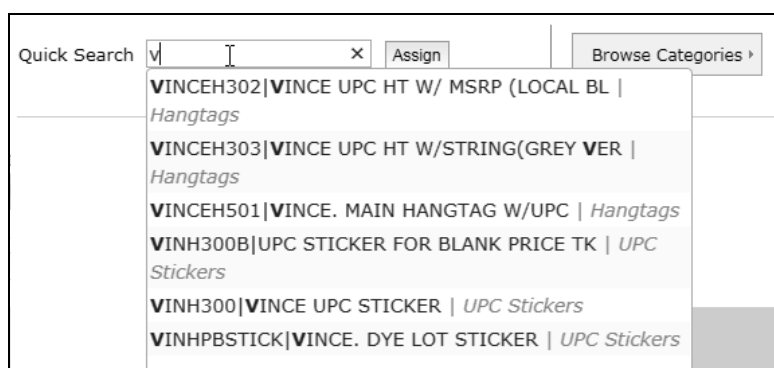 Quick Search v × Assign Browse Categories ▸
VINCEH302|VINCE UPC HT W/ MSRP (LOCAL BL |
Hangtags
VINCEH303|VINCE UPC HT W/STRING(GREY VER |
Hangtags
VINCEH501|VINCE. MAIN HANGTAG W/UPC | Hangtags
VINH300B|UPC STICKER FOR BLANK PRICE TK | UPC
Stickers
VINH300|VINCE UPC STICKER | UPC Stickers
VINHPBSTICK|VINCE. DYE LOT STICKER | UPC Stickers